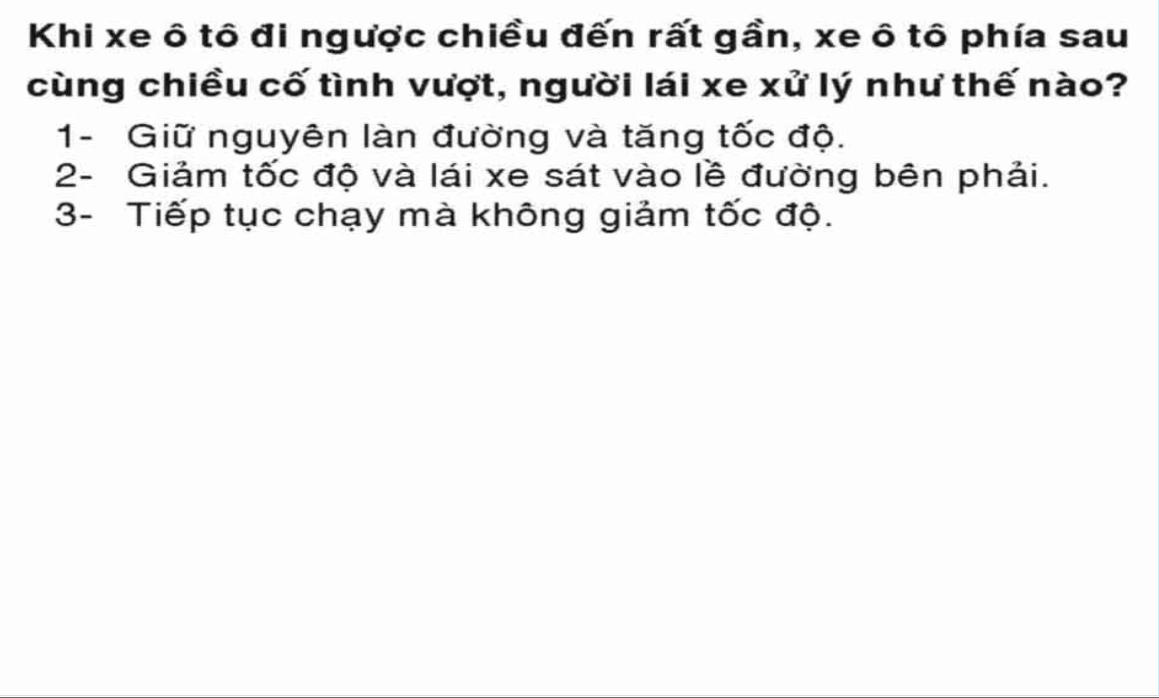 Khi xe ô tô đi ngược chiều đến rất gần, xe ô tô phía sau
cùng chiều cố tình vượt, người lái xe xử lý như thế nào?
1- Giữ nguyên làn đường và tăng tốc độ.
2- Giảm tốc độ và lái xe sát vào lề đường bên phải.
3- Tiếp tục chạy mà không giảm tốc độ.